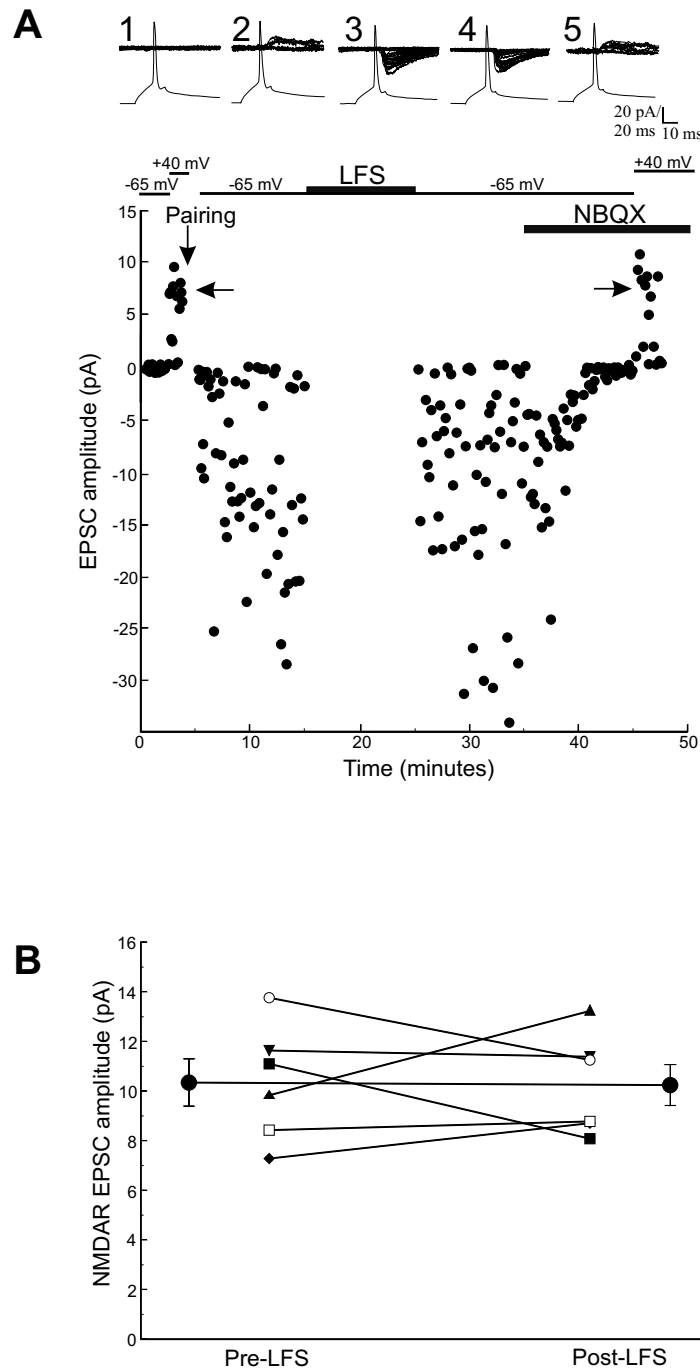 A
1 2 3 4 5
20 pA/
20 ms 10 ms
+40 mV
-65 mV
-65 mV
LFS
-65 mV
+40 mV
Pairing
NBQX
15
10
5
0
-5
-10
-15
-20
-25
-30
EPSC amplitude (pA)
0 10 20 30 40 50
Time (minutes)
B
16
14
12
10
8
6
4
2
0
NMDAR EPSC amplitude (pA)
Pre-LFS Post-LFS